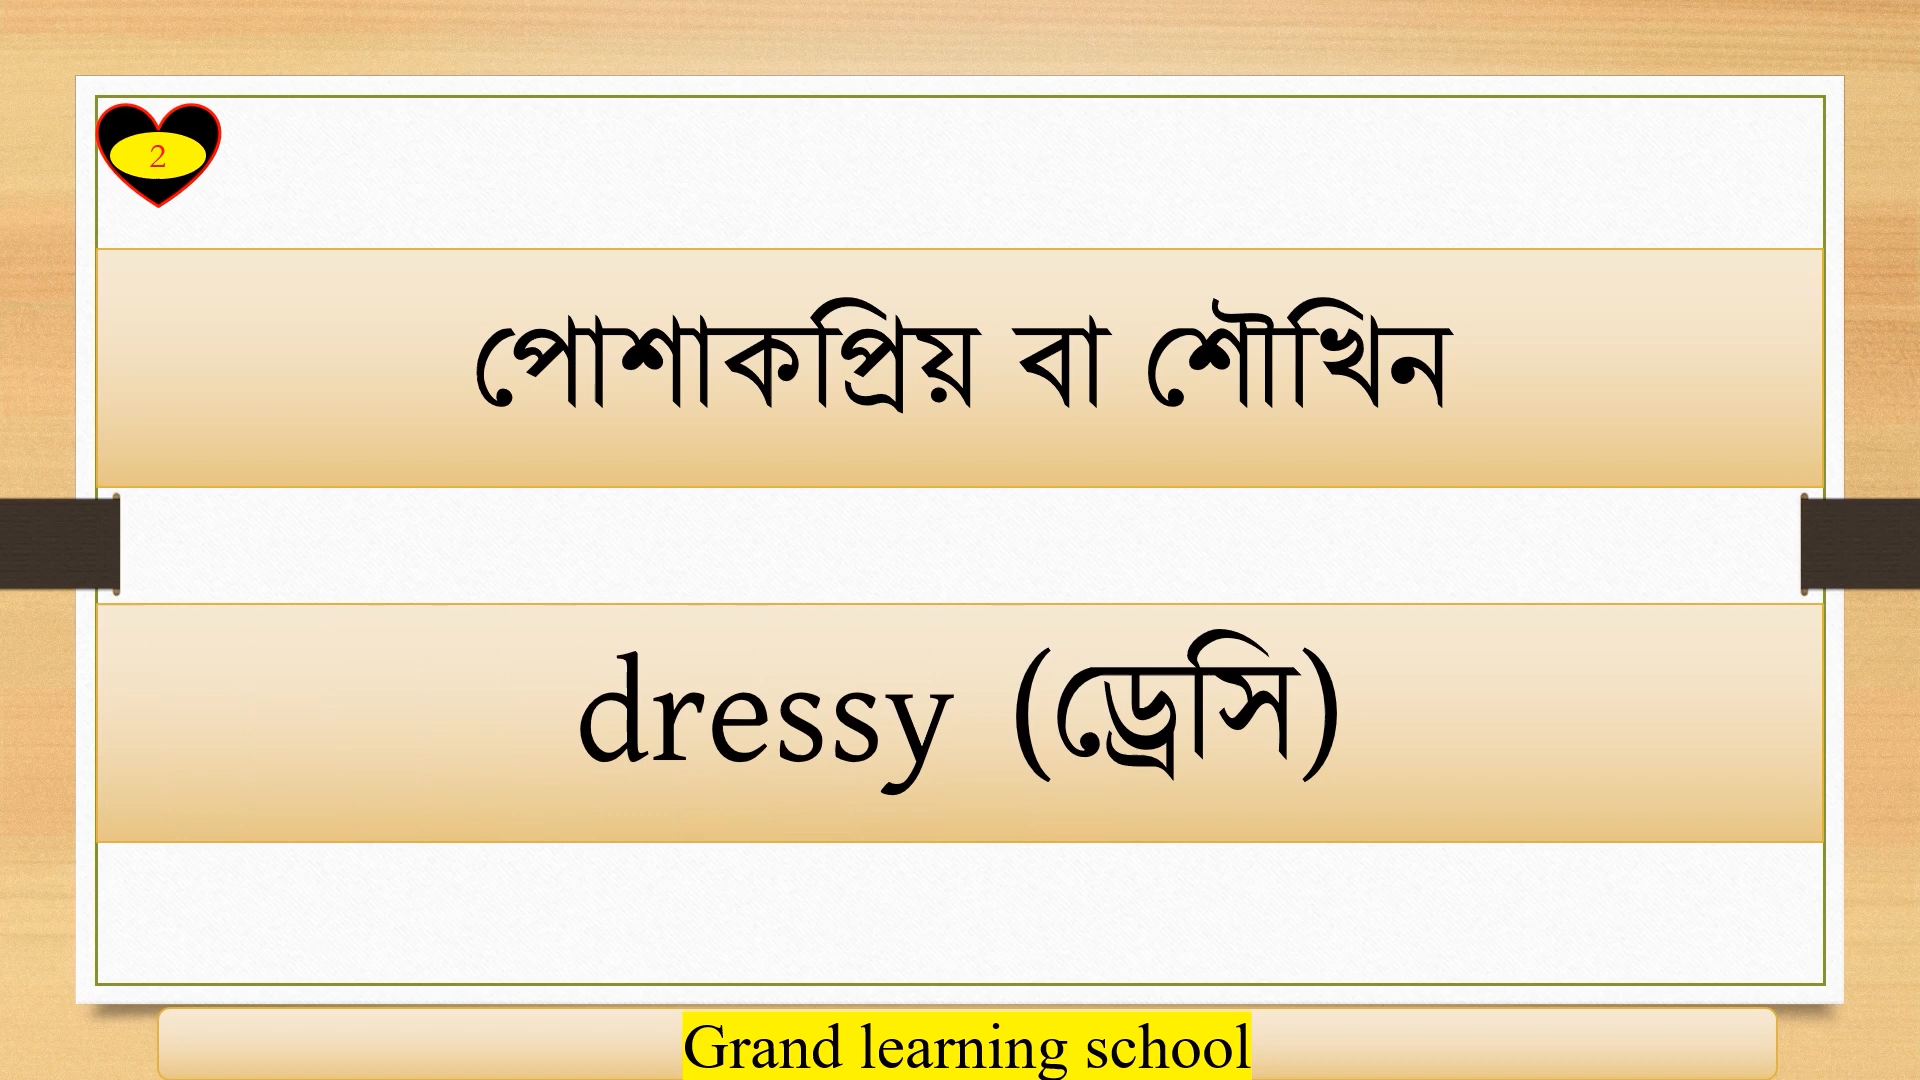 2
পোশাকপ্রিয় বা শৌখিন
dressy (ড্রেসি)
Grand learning school